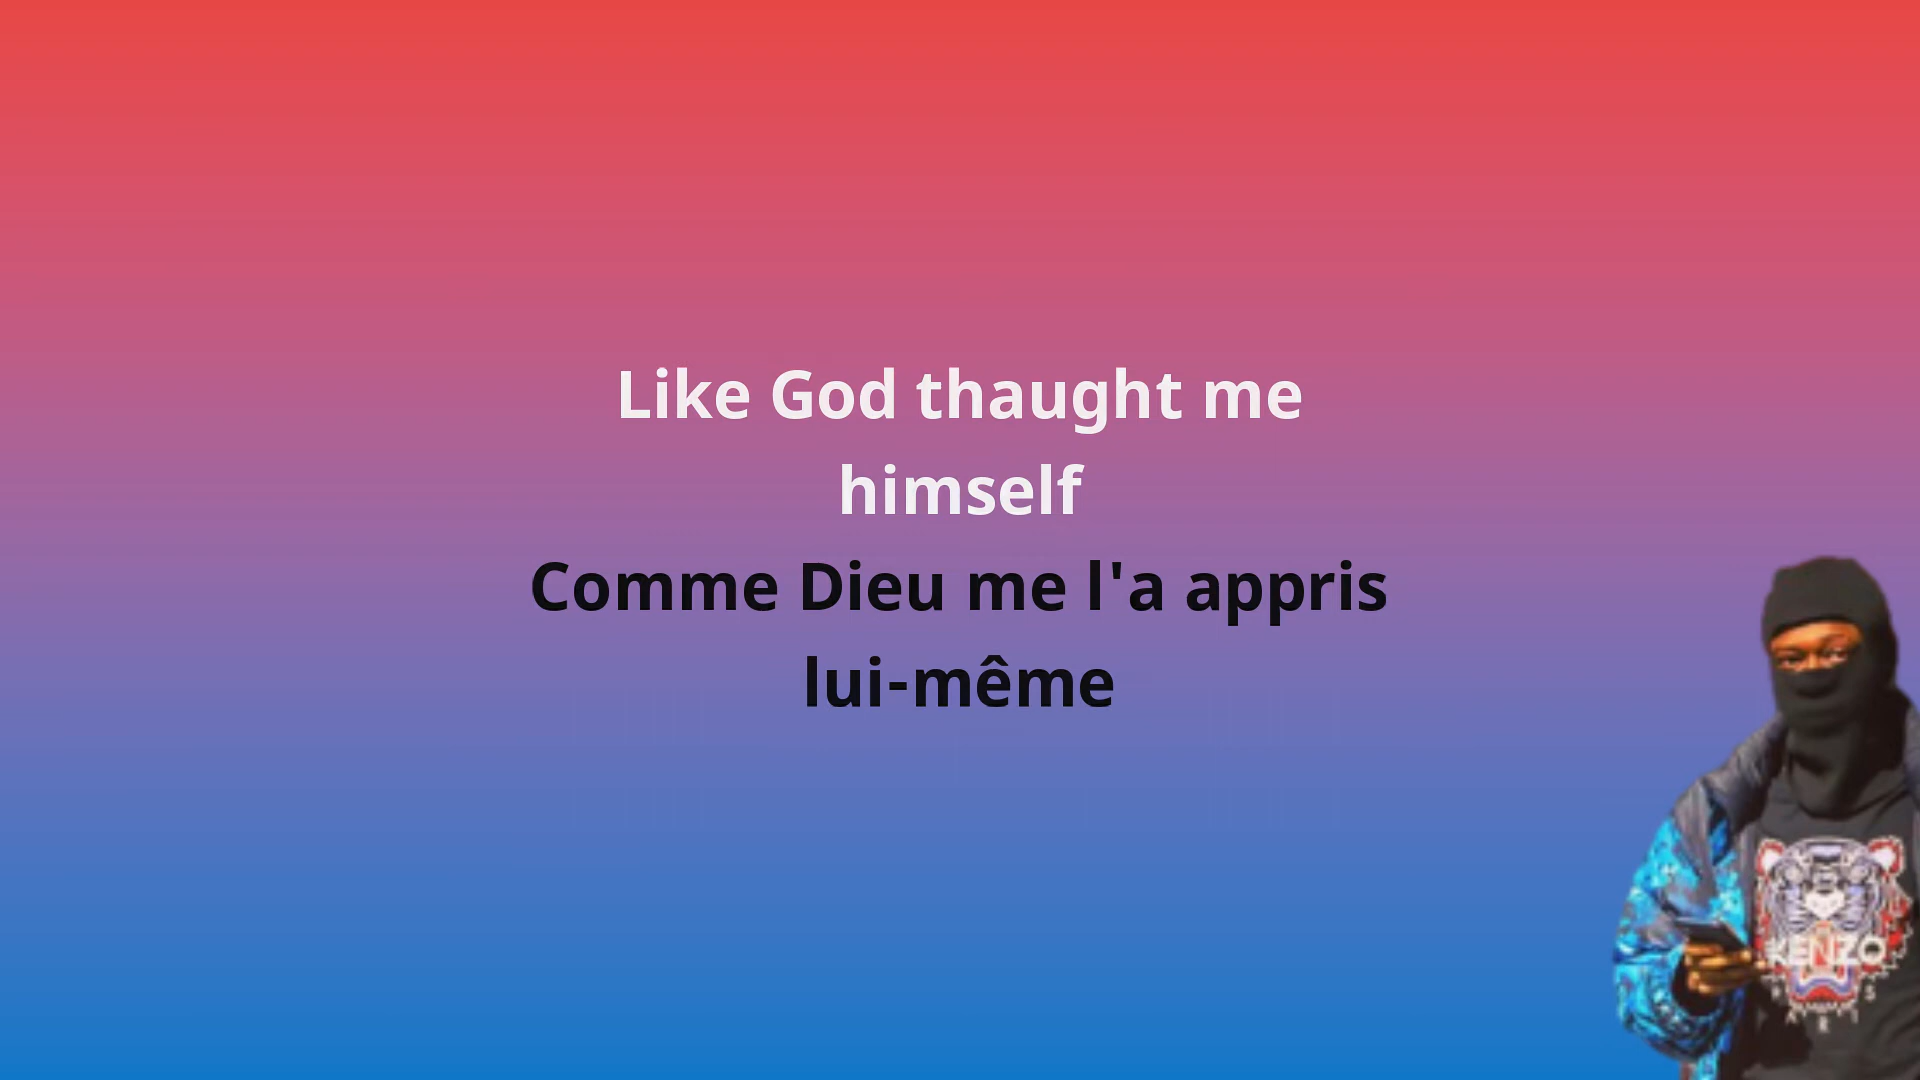 Like God thaught me
himself
Comme Dieu me l'a appris
lui-même
KENZO